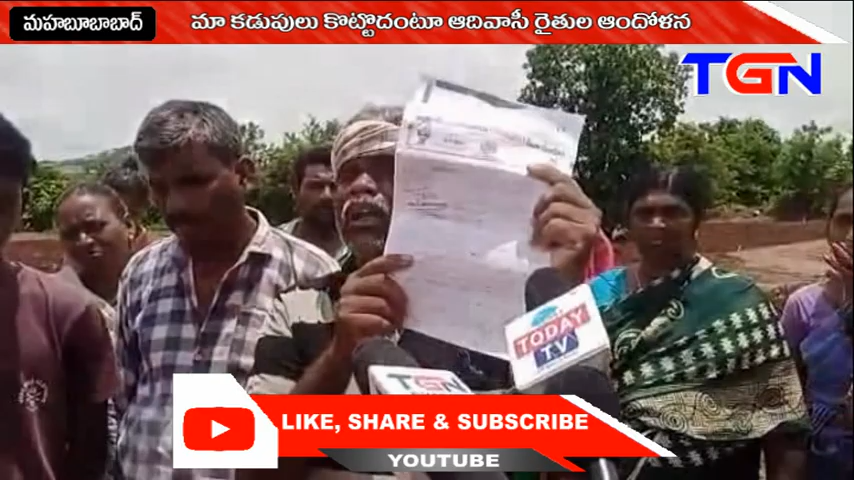 మహబూబాబాద్
మా కడుపులు కొట్టొదంటూ ఆదివాసీ రైతుల ఆందోళన
TGN
TODAY
TV
TGN
LIKE, SHARE & SUBSCRIBE
YOUTUBE